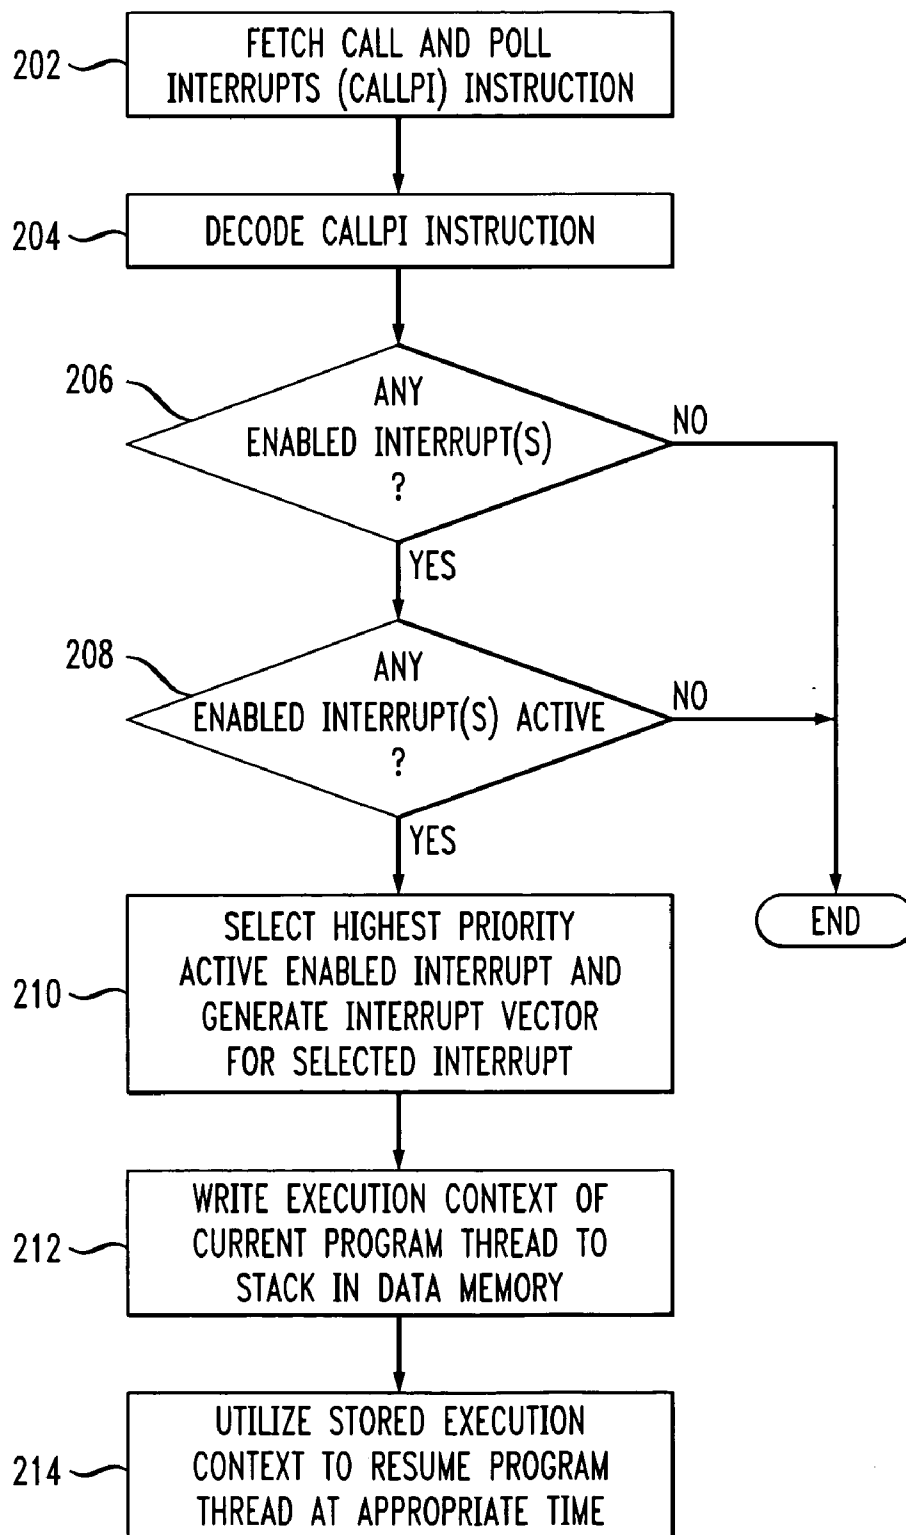 202
FETCH CALL AND POLL
INTERRUPTS (CALLPI) INSTRUCTION
204
DECODE CALLPI INSTRUCTION
206
ANY
ENABLED INTERRUPT(S)
?
NO
YES
208
ANY
ENABLED INTERRUPT(S) ACTIVE
?
NO
YES
END
210
SELECT HIGHEST PRIORITY
ACTIVE ENABLED INTERRUPT AND
GENERATE INTERRUPT VECTOR
FOR SELECTED INTERRUPT
212
WRITE EXECUTION CONTEXT OF
CURRENT PROGRAM THREAD TO
STACK IN DATA MEMORY
214
UTILIZE STORED EXECUTION
CONTEXT TO RESUME PROGRAM
THREAD AT APPROPRIATE TIME